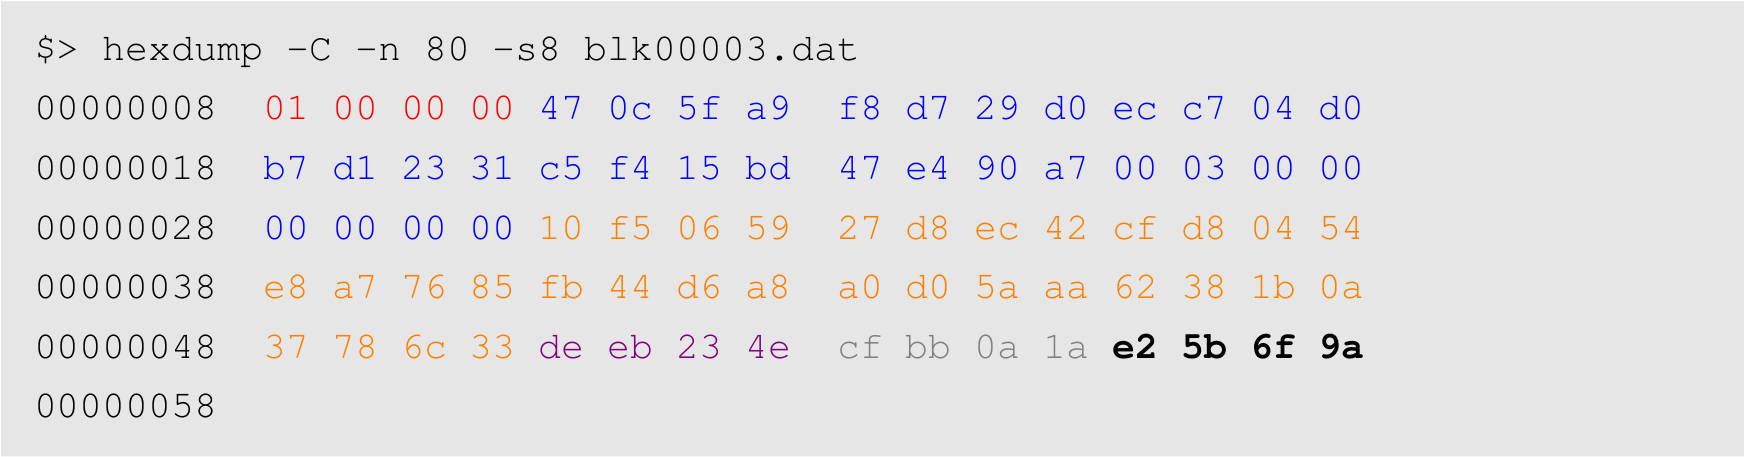 $> hexdump –C –n 80 –s8 blk00003.dat
00000008  01 00 00 00 47 0c 5f a9  f8 d7 29 d0 ec c7 04 d0
00000018  b7 d1 23 31 c5 f4 15 bd  47 e4 90 a7 00 03 00 00
00000028  00 00 00 00 10 f5 06 59  27 d8 ec 42 cf d8 04 54
00000038  e8 a7 76 85 fb 44 d6 a8  a0 d0 5a aa 62 38 1b 0a
00000048  37 78 6c 33 de eb 23 4e  cf bb 0a 1a e2 5b 6f 9a
00000058